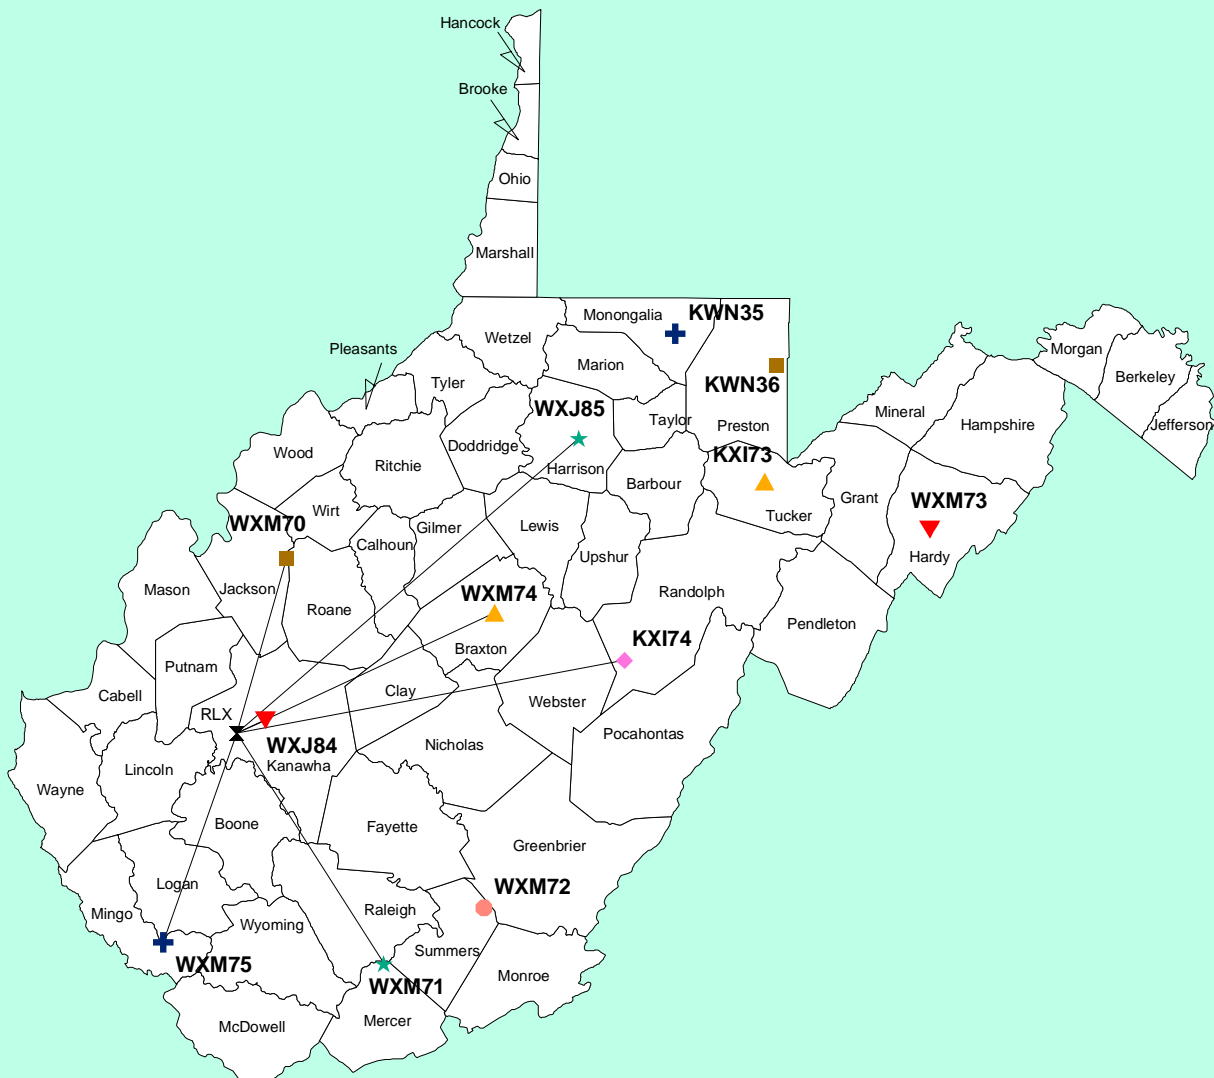 Hancock
Brooke
Ohio
Marshall
Monongalia
KWN35
Wetzel
Pleasants
Marion
Morgan
Tyler
KWN36
Berkeley
WXJ85
Taylor
Mineral
Preston
Hampshire
Jefferson
Wood
Doddridge
KXI73
Ritchie
Harrison
Barbour
Grant
WXM73
Wirt
Tucker
WXM70
Gilmer
Lewis
Calhoun
Upshur
Hardy
Mason
Jackson
Roane
WXM74
Randolph
Pendleton
KXI74
Braxton
Putnam
Cabell
Clay
Webster
RLX
WXJ84
Nicholas
Pocahontas
Kanawha
Lincoln
Wayne
Boone
Fayette
Greenbrier
Logan
WXM72
Mingo
Raleigh
Wyoming
Summers
WXM75
WXM71
Monroe
Mercer
McDowell